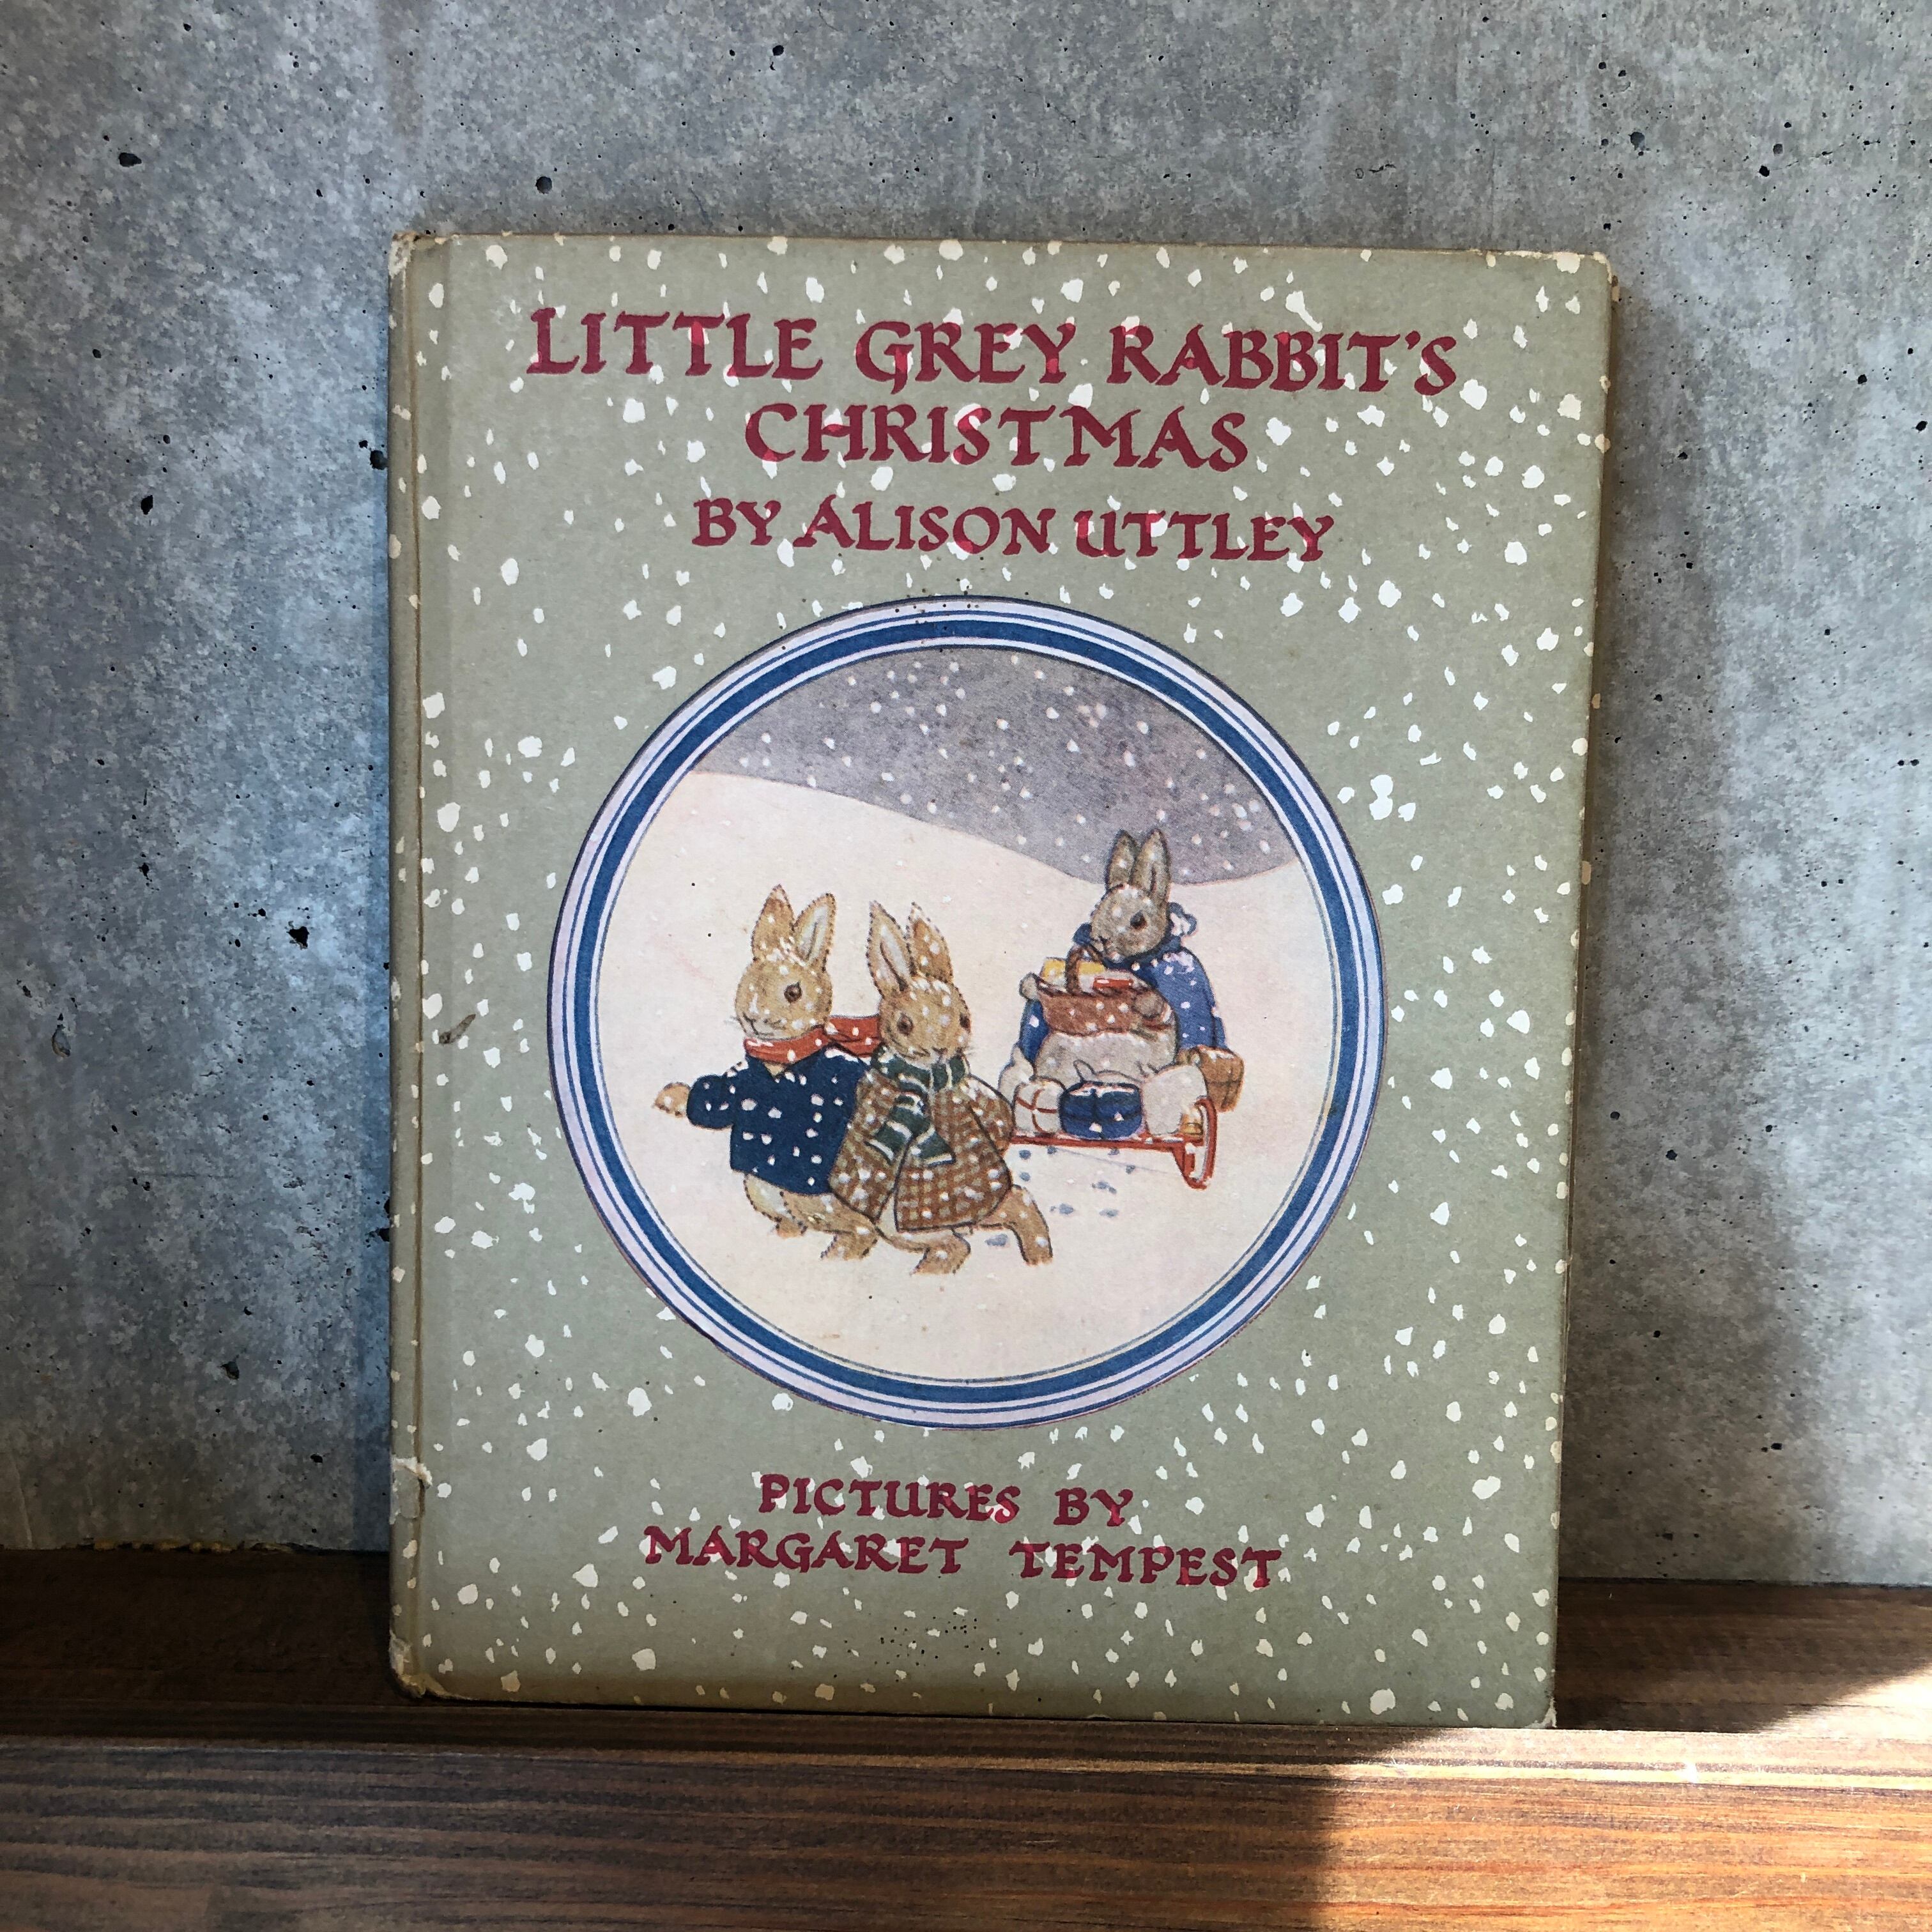 LITTLE GREY RABBIT'S
CHRISTMAS
BY ALISON UTTLEY
PICTURES BY
MARGARET TEMPEST